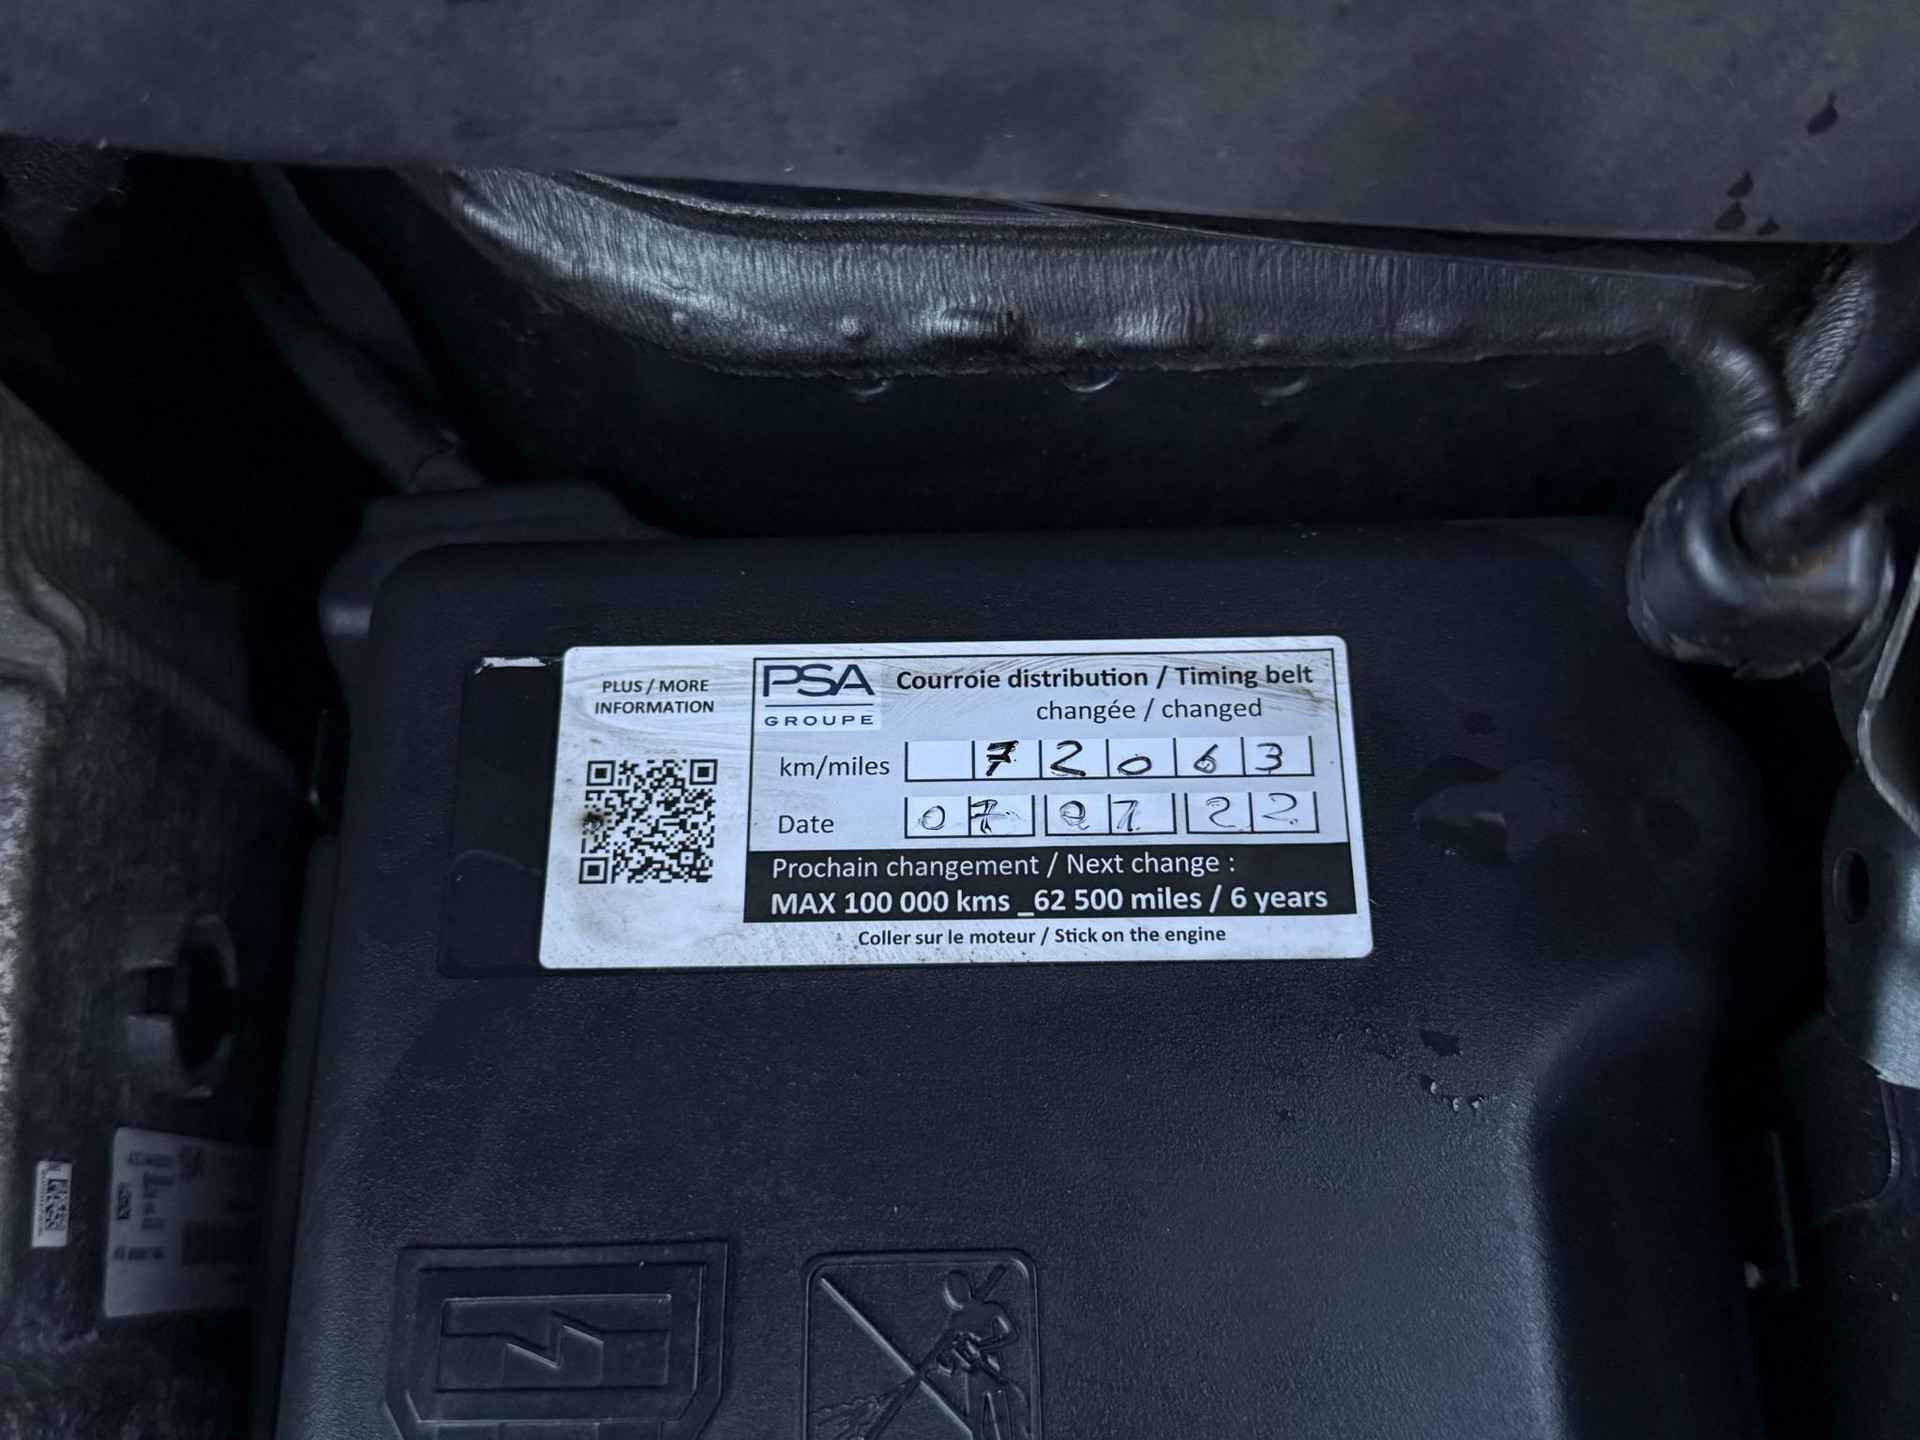 PLUS / MORE
INFORMATION
PSA
GROUPE
Courroie distribution / Timing belt
changée / changed
km/miles 72063
Date 07 07 22
Prochain changement / Next change :
MAX 100 000 kms _62 500 miles / 6 years
Coller sur le moteur / Stick on the engine